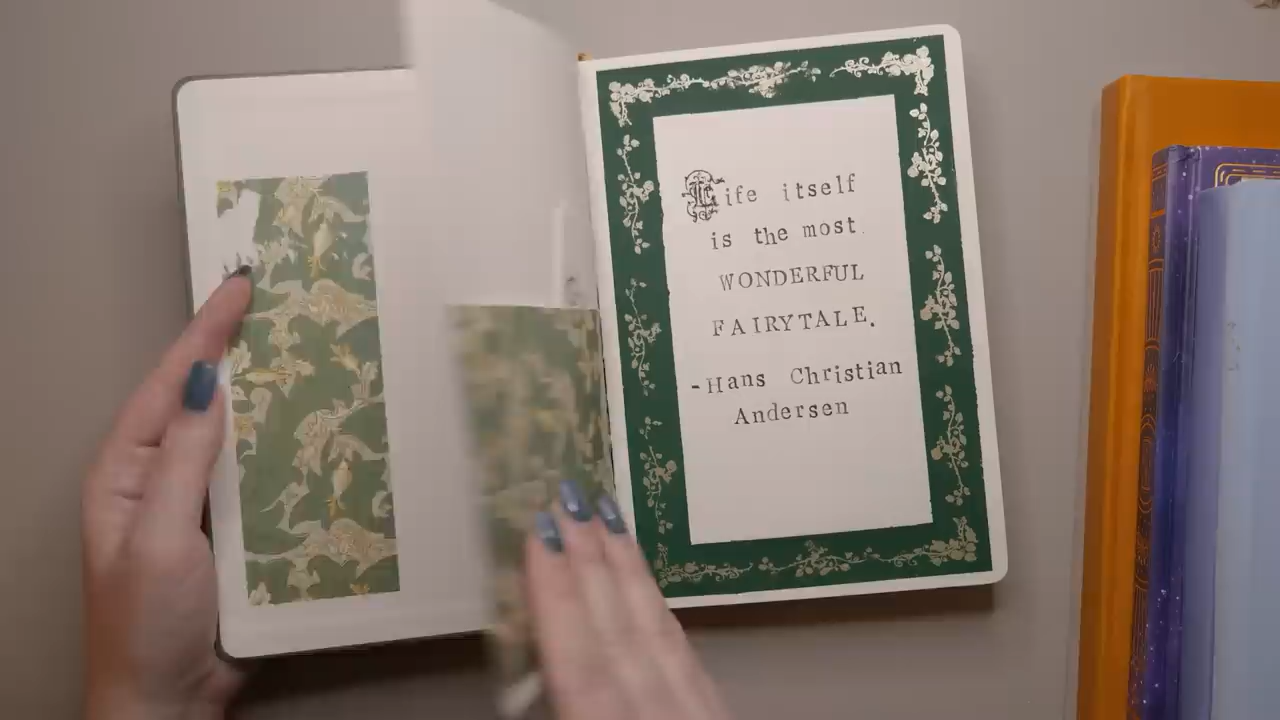 Life itself
is the most
WONDERFUL
FAIRYTALE.
-Hans Christian
Andersen